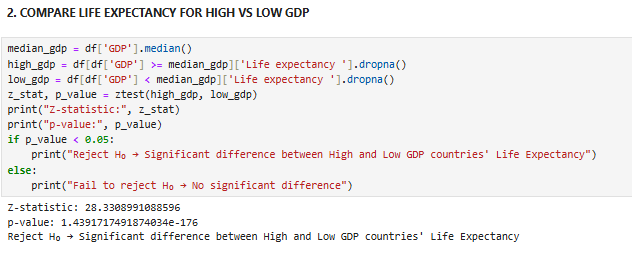 2. COMPARE LIFE EXPECTANCY FOR HIGH VS LOW GDP
median_gdp = df['GDP'].median()
high_gdp = df[df['GDP'] >= median_gdp]['Life expectancy '].dropna()
low_gdp = df[df['GDP'] < median_gdp]['Life expectancy '].dropna()
z_stat, p_value = ztest(high_gdp, low_gdp)
print("Z-statistic:", z_stat)
print("p-value:", p_value)
if p_value < 0.05:
    print("Reject H₀ → Significant difference between High and Low GDP countries' Life Expectancy")
else:
    print("Fail to reject H₀ → No significant difference")
Z-statistic: 28.3308991088596
p-value: 1.4391717491874034e-176
Reject H₀ → Significant difference between High and Low GDP countries' Life Expectancy